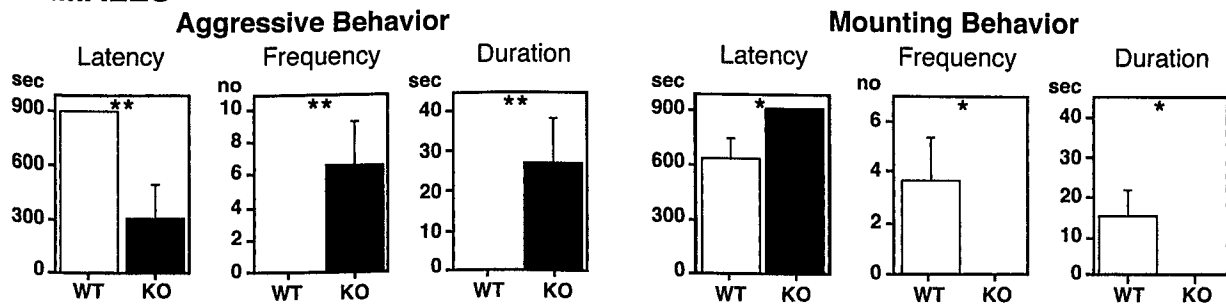 Aggressive Behavior
Mounting Behavior
Latency
Frequency
Duration
Latency
Frequency
Duration
sec
900
600
300
0
**
WT KO
no
10
8
6
4
2
0
**
WT KO
sec
40
30
20
10
0
**
WT KO
sec
900
600
300
0
*
WT KO
no
6
4
2
0
*
WT KO
sec
40
30
20
10
0
*
WT KO